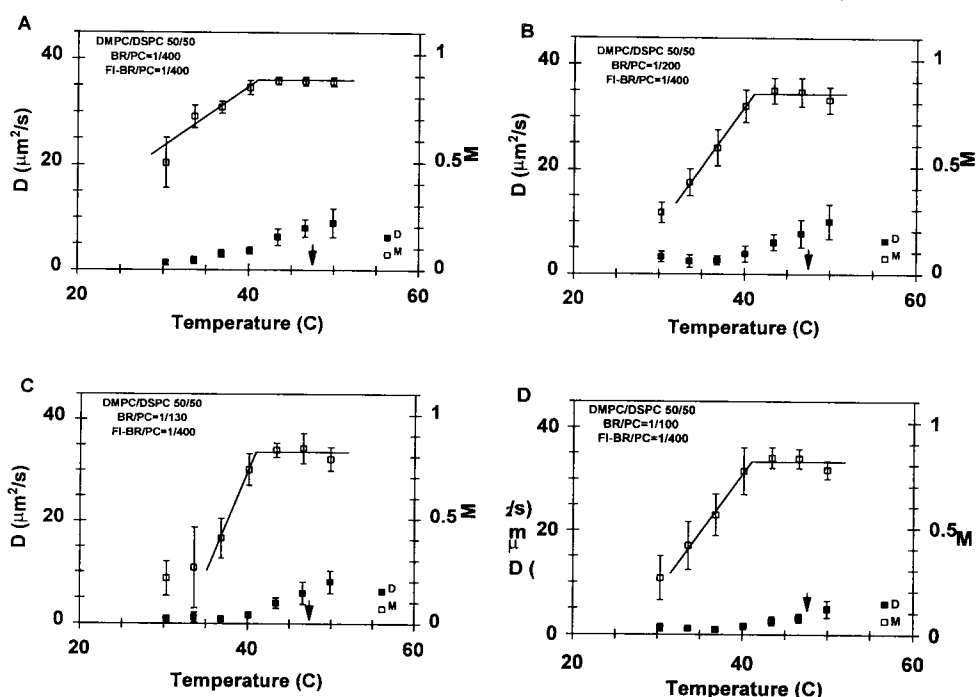 A
DMPC/DSPC 50/50
BR/PC=1/400
Fl-BR/PC=1/400
D (μm²/s)
40
20
0
1
0.5
0
M
D
M
20
40
60
Temperature (C)
B
DMPC/DSPC 50/50
BR/PC=1/200
Fl-BR/PC=1/400
D (μm²/s)
40
20
0
1
0.5
0
M
D
M
20
40
60
Temperature (C)
C
DMPC/DSPC 50/50
BR/PC=1/130
Fl-BR/PC=1/400
D (μm²/s)
40
20
0
1
0.5
0
M
D
M
20
40
60
Temperature (C)
D
DMPC/DSPC 50/50
BR/PC=1/100
Fl-BR/PC=1/400
/s)
m
μ
D (
40
20
0
1
0.5
0
M
D
M
20
40
60
Temperature (C)